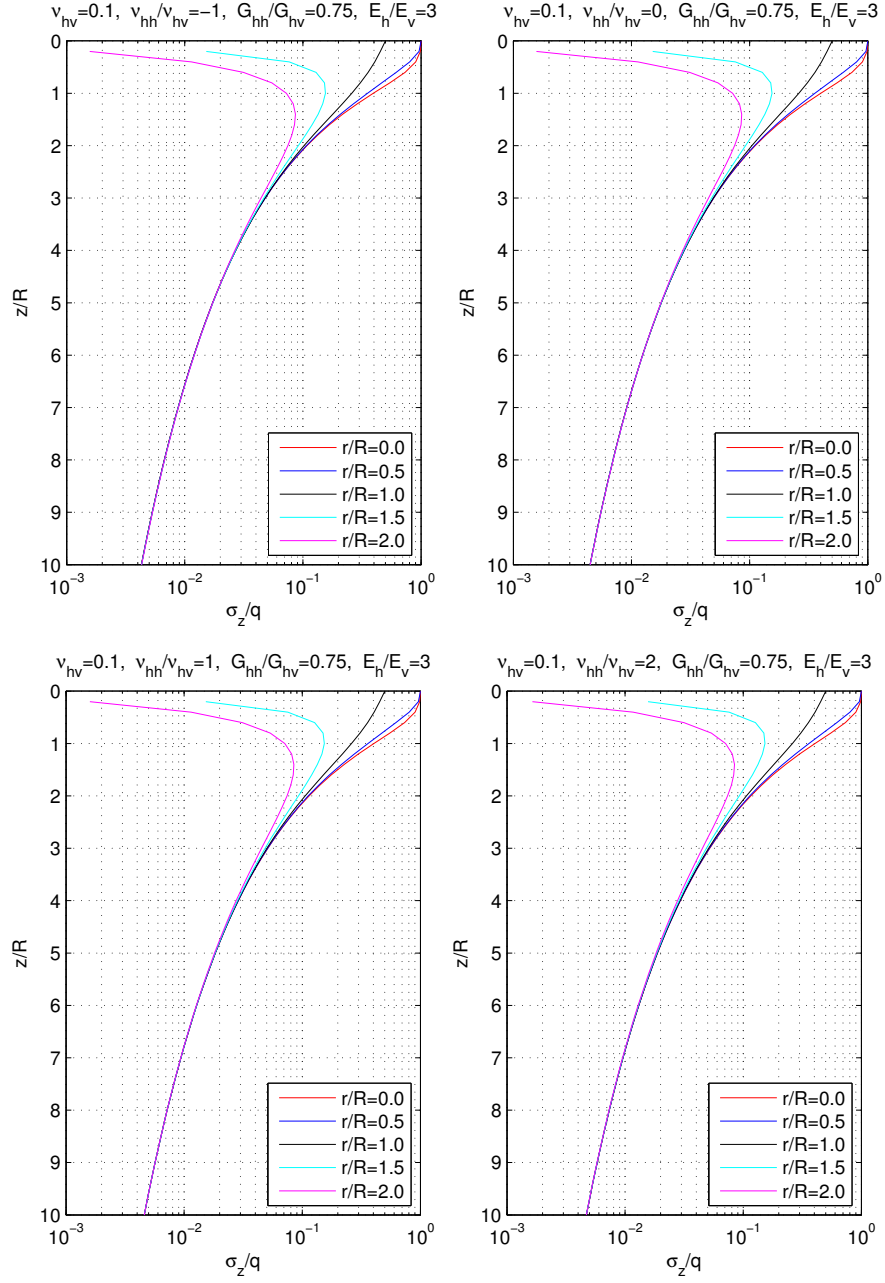 ν_hv=0.1, ν_hh/ν_hv=−1, G_hh/G_hv=0.75, E_h/E_v=3
0
1
2
3
4
5
6
7
8
9
10
z/R
10^−3
10^−2
10^−1
10^0
σ_z/q
r/R=0.0
r/R=0.5
r/R=1.0
r/R=1.5
r/R=2.0
ν_hv=0.1, ν_hh/ν_hv=0, G_hh/G_hv=0.75, E_h/E_v=3
0
1
2
3
4
5
6
7
8
9
10
z/R
10^−3
10^−2
10^−1
10^0
σ_z/q
r/R=0.0
r/R=0.5
r/R=1.0
r/R=1.5
r/R=2.0
ν_hv=0.1, ν_hh/ν_hv=1, G_hh/G_hv=0.75, E_h/E_v=3
0
1
2
3
4
5
6
7
8
9
10
z/R
10^−3
10^−2
10^−1
10^0
σ_z/q
r/R=0.0
r/R=0.5
r/R=1.0
r/R=1.5
r/R=2.0
ν_hv=0.1, ν_hh/ν_hv=2, G_hh/G_hv=0.75, E_h/E_v=3
0
1
2
3
4
5
6
7
8
9
10
z/R
10^−3
10^−2
10^−1
10^0
σ_z/q
r/R=0.0
r/R=0.5
r/R=1.0
r/R=1.5
r/R=2.0